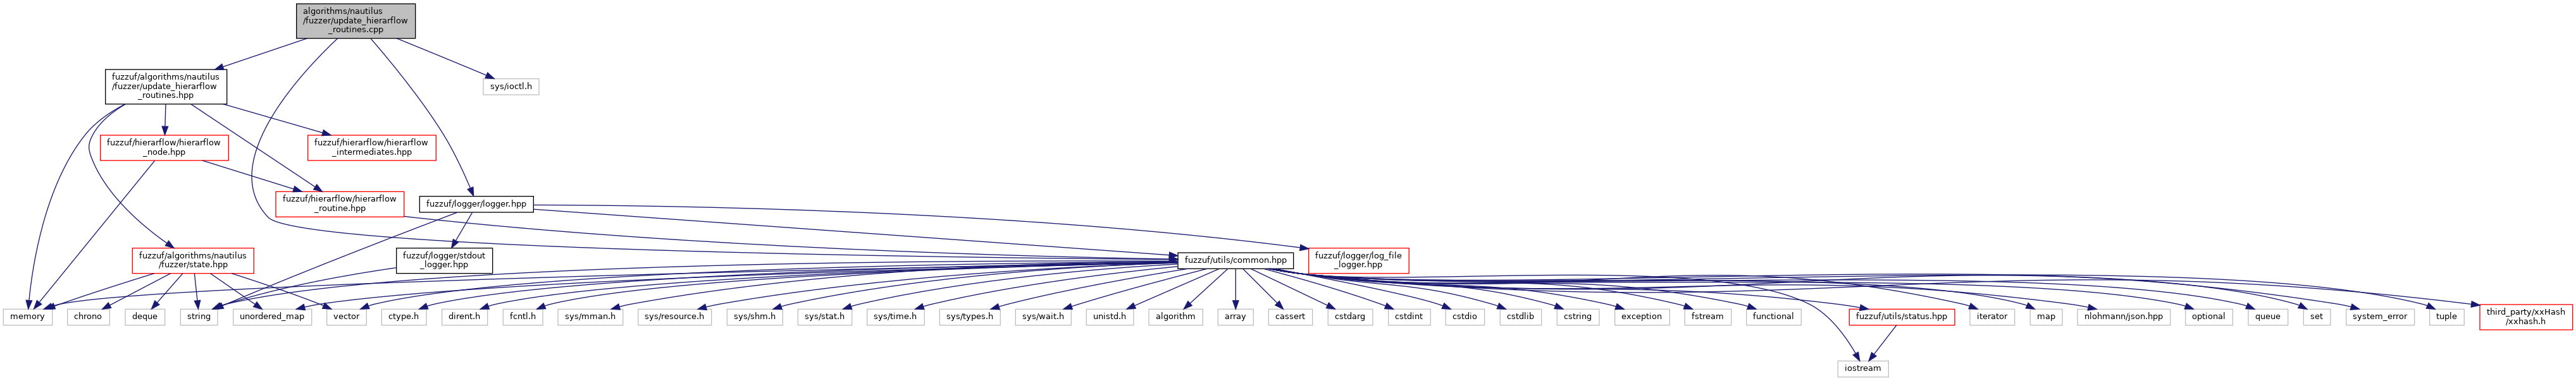 algorithms/nautilus
/fuzzer/update_hierarflow
_routines.cpp
fuzzuf/algorithms/nautilus
/fuzzer/update_hierarflow
_routines.hpp
sys/ioctl.h
fuzzuf/hierarflow/hierarflow
_node.hpp
fuzzuf/hierarflow/hierarflow
_intermediates.hpp
fuzzuf/hierarflow/hierarflow
_routine.hpp
fuzzuf/logger/logger.hpp
fuzzuf/algorithms/nautilus
/fuzzer/state.hpp
fuzzuf/logger/stdout
_logger.hpp
fuzzuf/utils/common.hpp
fuzzuf/logger/log_file
_logger.hpp
memory
chrono
deque
string
unordered_map
vector
ctype.h
dirent.h
fcntl.h
sys/mman.h
sys/resource.h
sys/shm.h
sys/stat.h
sys/time.h
sys/types.h
sys/wait.h
unistd.h
algorithm
array
cassert
cstdarg
cstdint
cstdio
cstdlib
cstring
exception
fstream
functional
fuzzuf/utils/status.hpp
iterator
map
nlohmann/json.hpp
optional
queue
set
system_error
tuple
third_party/xxHash
/xxhash.h
iostream